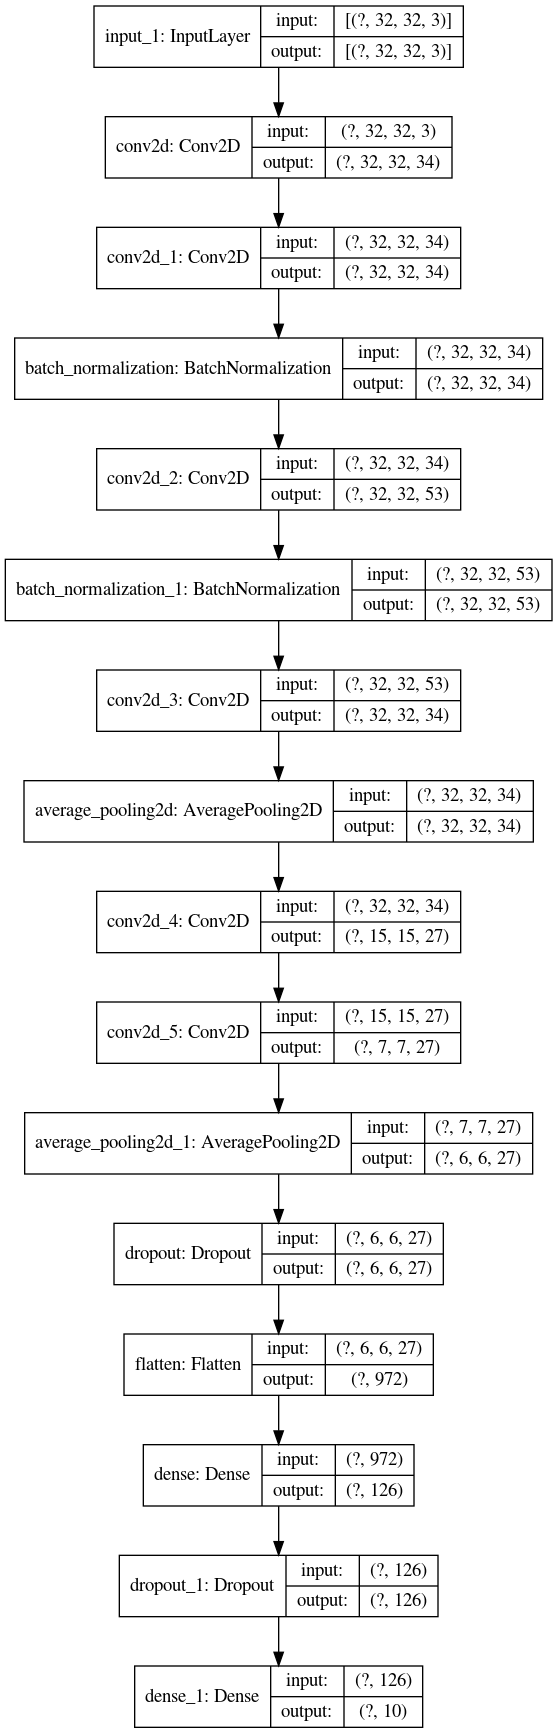 input_1: InputLayer
input: [(?, 32, 32, 3)]
output: [(?, 32, 32, 3)]
conv2d: Conv2D
input: (?, 32, 32, 3)
output: (?, 32, 32, 34)
conv2d_1: Conv2D
input: (?, 32, 32, 34)
output: (?, 32, 32, 34)
batch_normalization: BatchNormalization
input: (?, 32, 32, 34)
output: (?, 32, 32, 34)
conv2d_2: Conv2D
input: (?, 32, 32, 34)
output: (?, 32, 32, 53)
batch_normalization_1: BatchNormalization
input: (?, 32, 32, 53)
output: (?, 32, 32, 53)
conv2d_3: Conv2D
input: (?, 32, 32, 53)
output: (?, 32, 32, 34)
average_pooling2d: AveragePooling2D
input: (?, 32, 32, 34)
output: (?, 32, 32, 34)
conv2d_4: Conv2D
input: (?, 32, 32, 34)
output: (?, 15, 15, 27)
conv2d_5: Conv2D
input: (?, 15, 15, 27)
output: (?, 7, 7, 27)
average_pooling2d_1: AveragePooling2D
input: (?, 7, 7, 27)
output: (?, 6, 6, 27)
dropout: Dropout
input: (?, 6, 6, 27)
output: (?, 6, 6, 27)
flatten: Flatten
input: (?, 6, 6, 27)
output: (?, 972)
dense: Dense
input: (?, 972)
output: (?, 126)
dropout_1: Dropout
input: (?, 126)
output: (?, 126)
dense_1: Dense
input: (?, 126)
output: (?, 10)